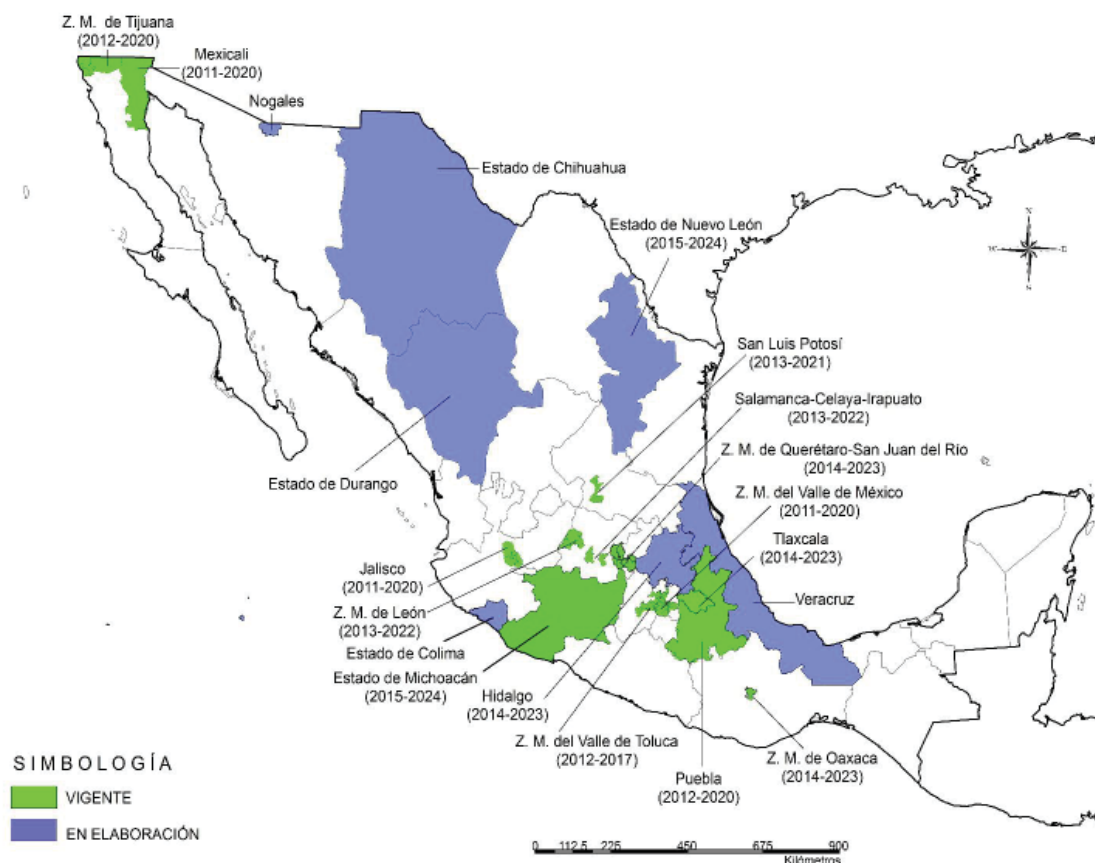 Z. M. de Tijuana
(2012-2020)
Mexicali
(2011-2020)
Nogales
Estado de Chihuahua
Estado de Nuevo León
(2015-2024)
N
W
E
S
San Luis Potosí
(2013-2021)
Salamanca-Celaya-Irapuato
(2013-2022)
Z. M. de Querétaro-San Juan del Río
(2014-2023)
Estado de Durango
Z. M. del Valle de México
(2011-2020)
Tlaxcala
(2014-2023)
Jalisco
(2011-2020)
Veracruz
Z. M. de León
(2013-2022)
Estado de Colima
Estado de Michoacán
(2015-2024)
Hidalgo
(2014-2023)
Z. M. del Valle de Toluca
(2012-2017)
Z. M. de Oaxaca
(2014-2023)
Puebla
(2012-2020)
SIMBOLOGÍA
VIGENTE
EN ELABORACIÓN
0 112.5 225 450 675 900
Kilómetros